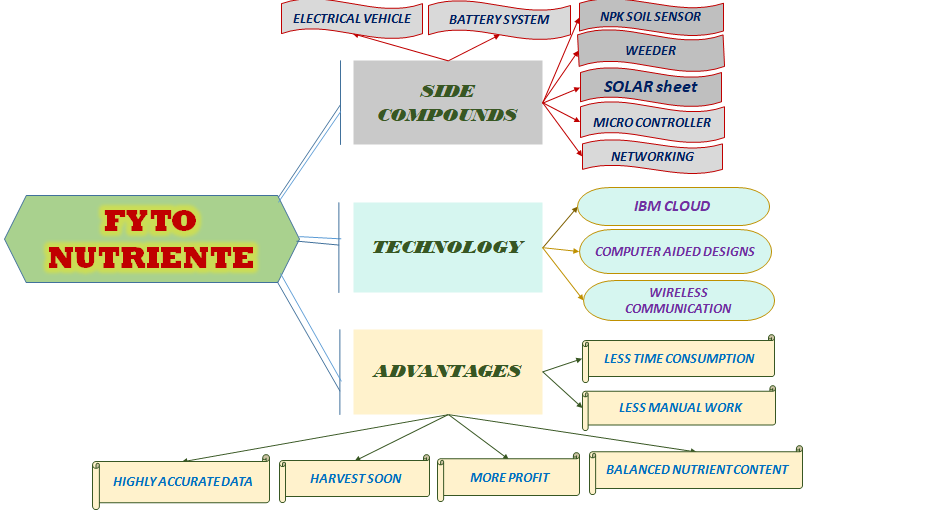 ELECTRICAL VEHICLE
BATTERY SYSTEM
NPK SOIL SENSOR
WEEDER
SOLAR sheet
MICRO CONTROLLER
NETWORKING
SIDE
COMPOUNDS
FYTO
NUTRIENTE
TECHNOLOGY
IBM CLOUD
COMPUTER AIDED DESIGNS
WIRELESS
COMMUNICATION
ADVANTAGES
LESS TIME CONSUMPTION
LESS MANUAL WORK
HIGHLY ACCURATE DATA
HARVEST SOON
MORE PROFIT
BALANCED NUTRIENT CONTENT